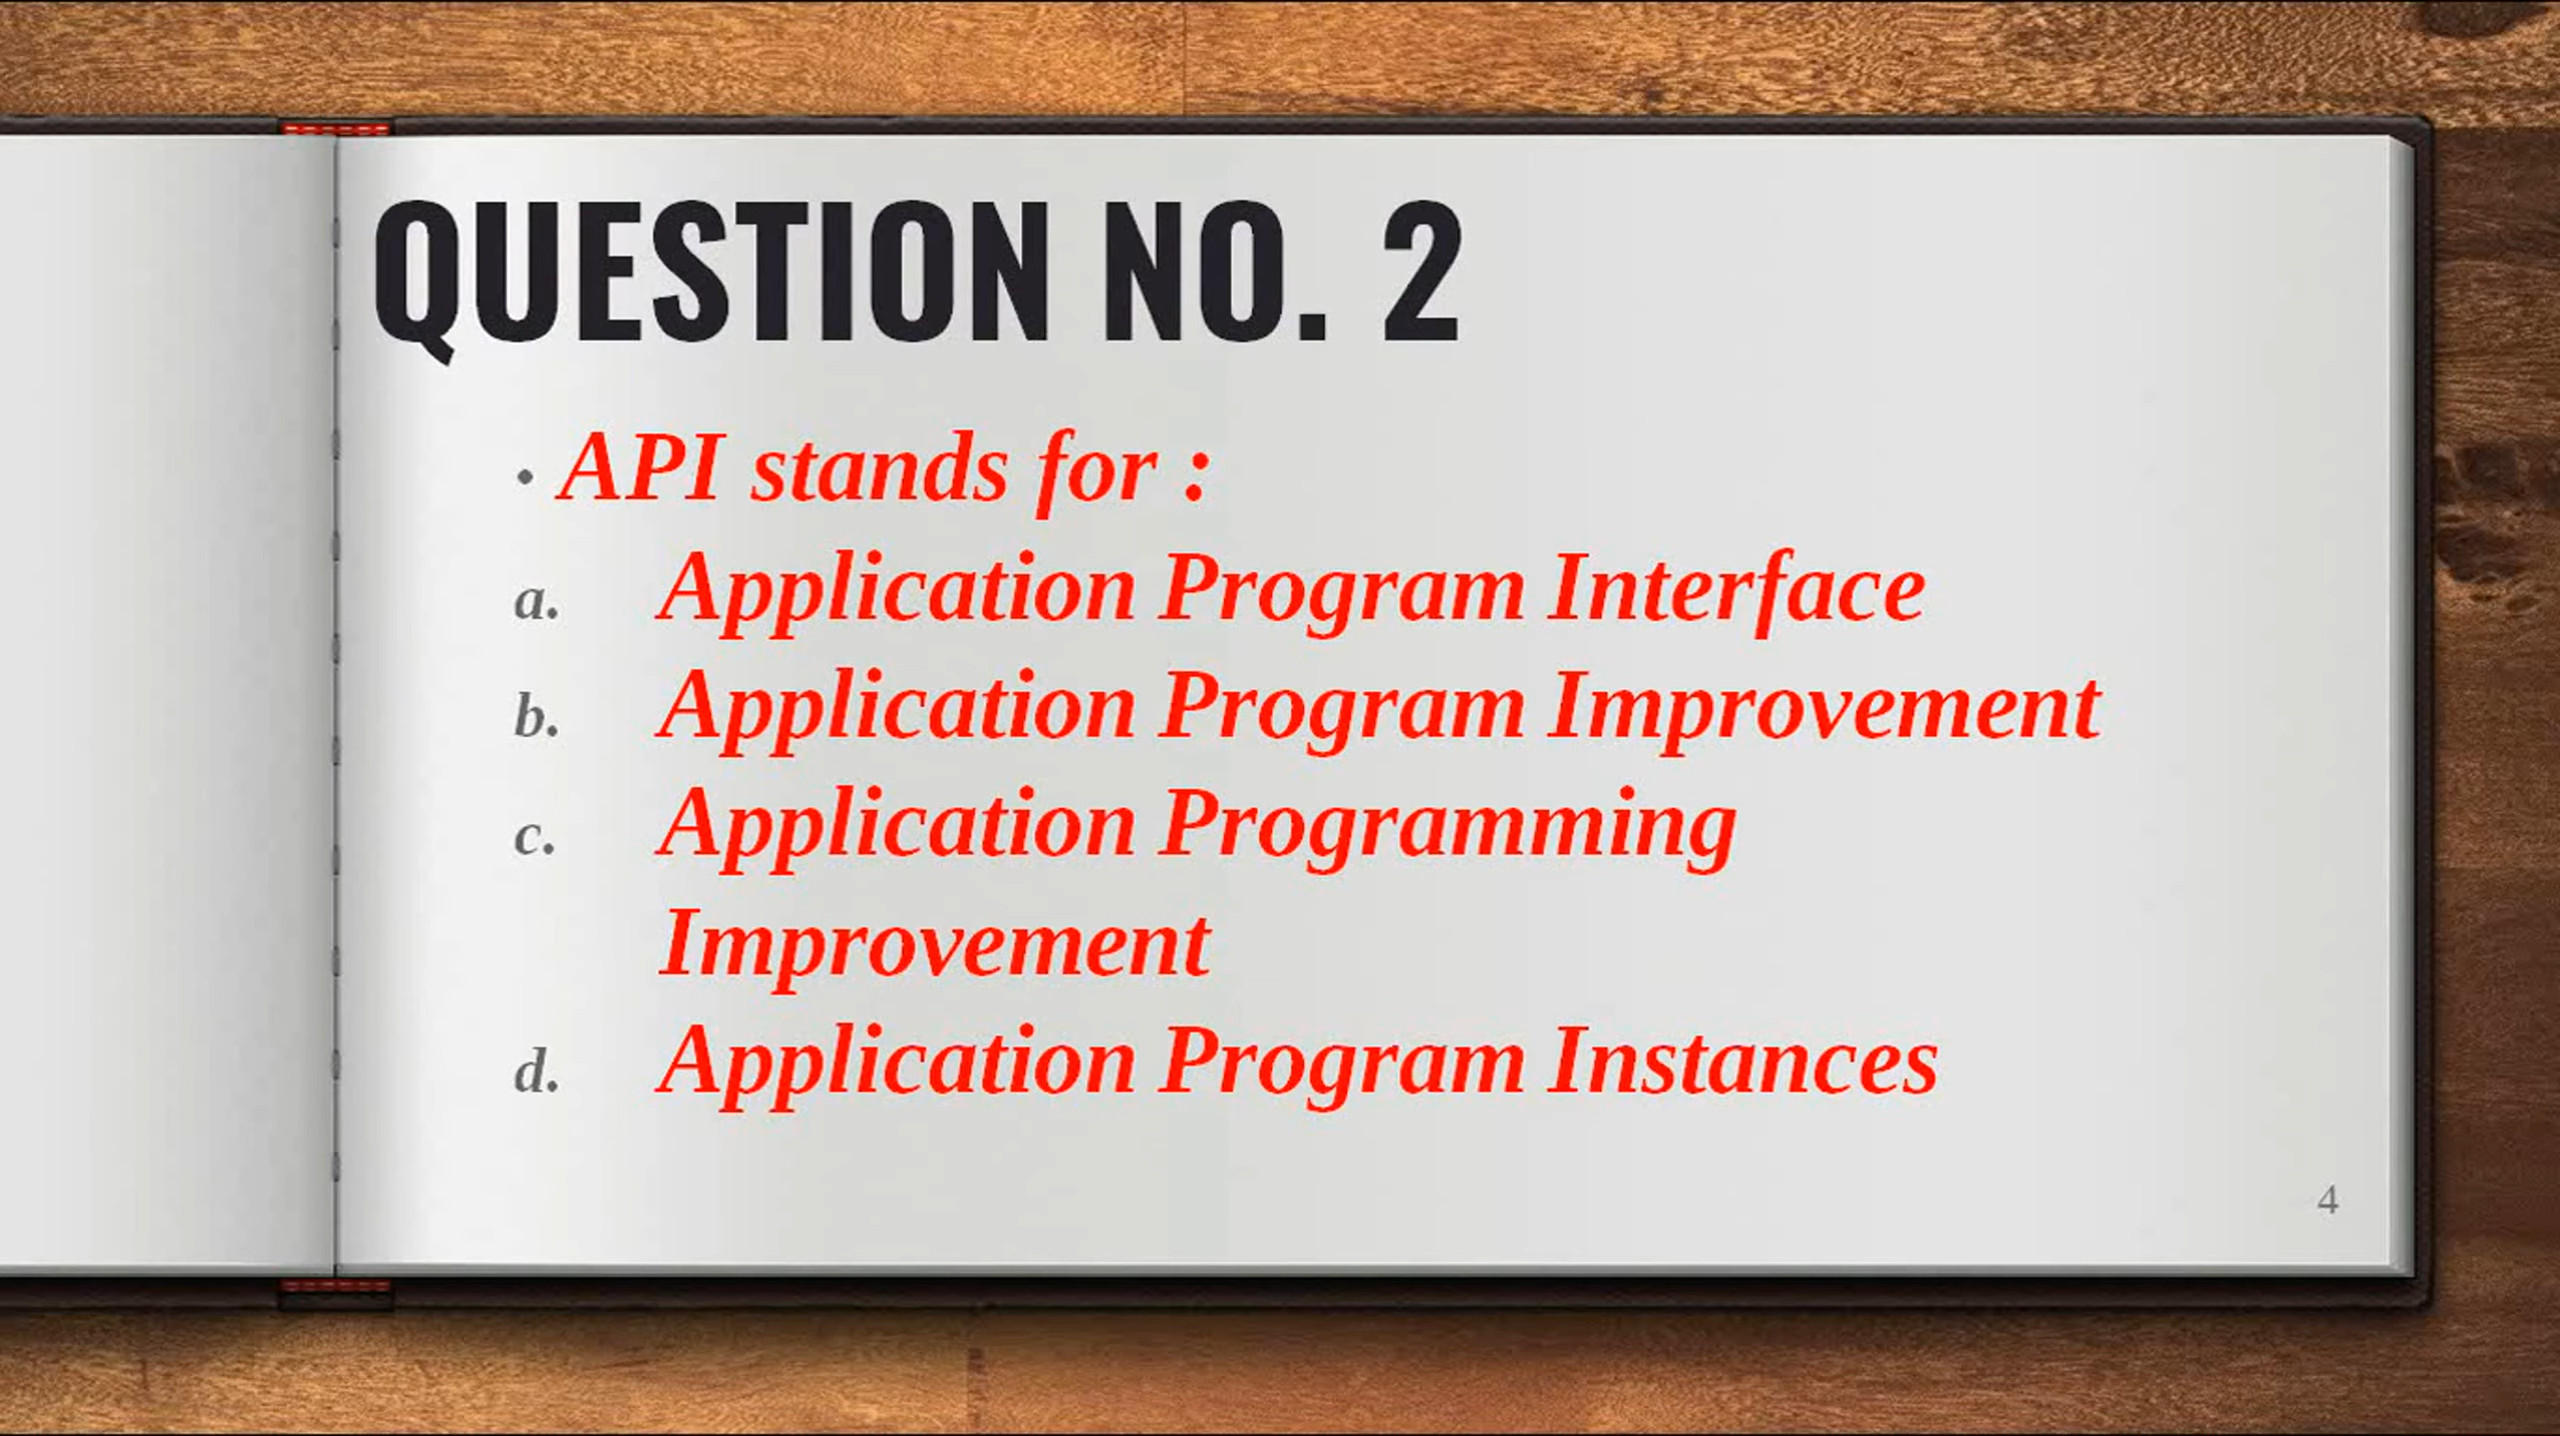 QUESTION NO. 2
• API stands for :
a. Application Program Interface
b. Application Program Improvement
c. Application Programming
Improvement
d. Application Program Instances
4